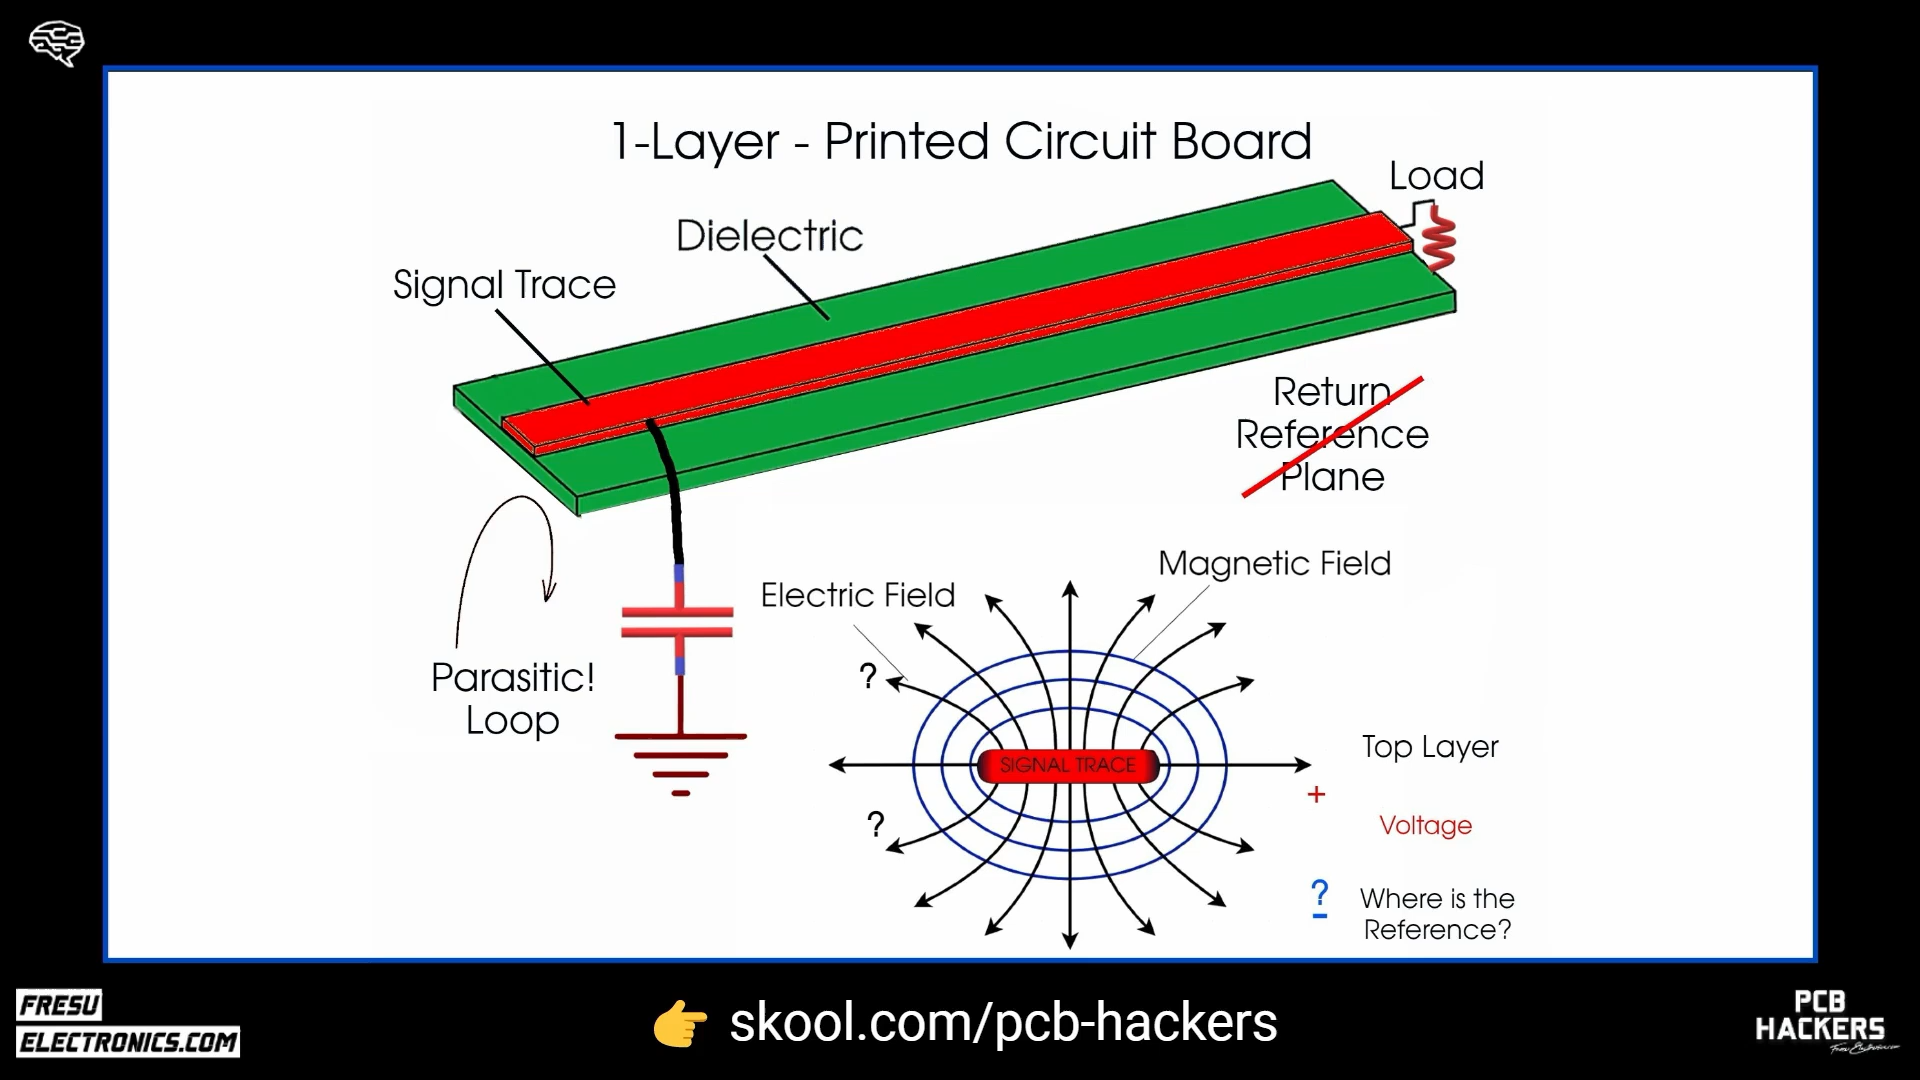 1-Layer - Printed Circuit Board
Load
Dielectric
Signal Trace
Return
Reference
Plane
Magnetic Field
Electric Field
?
Parasitic!
Loop
SIGNAL TRACE
Top Layer
+
Voltage
?
?
-
Where is the
Reference?
FRESU
ELECTRONICS.COM
👉 skool.com/pcb-hackers
PCB
HACKERS